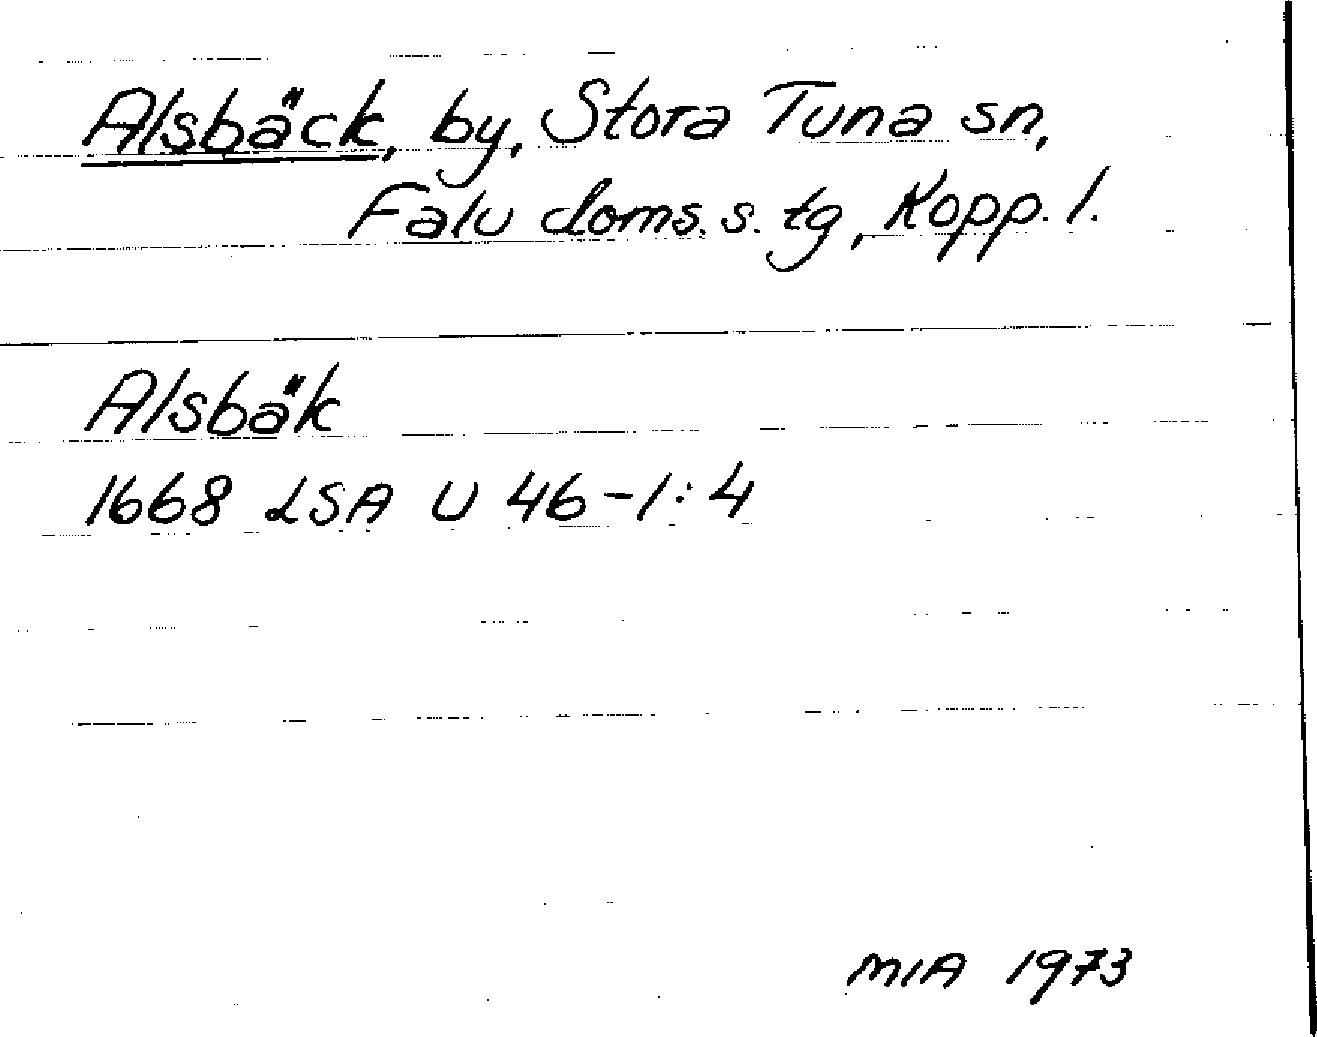 Alsbäck, by, Stora Tuna sn,
Falu doms. s. tg, Kopp. l.
Alsbäk
1668 LSA U 46-1:4
MIA 1973